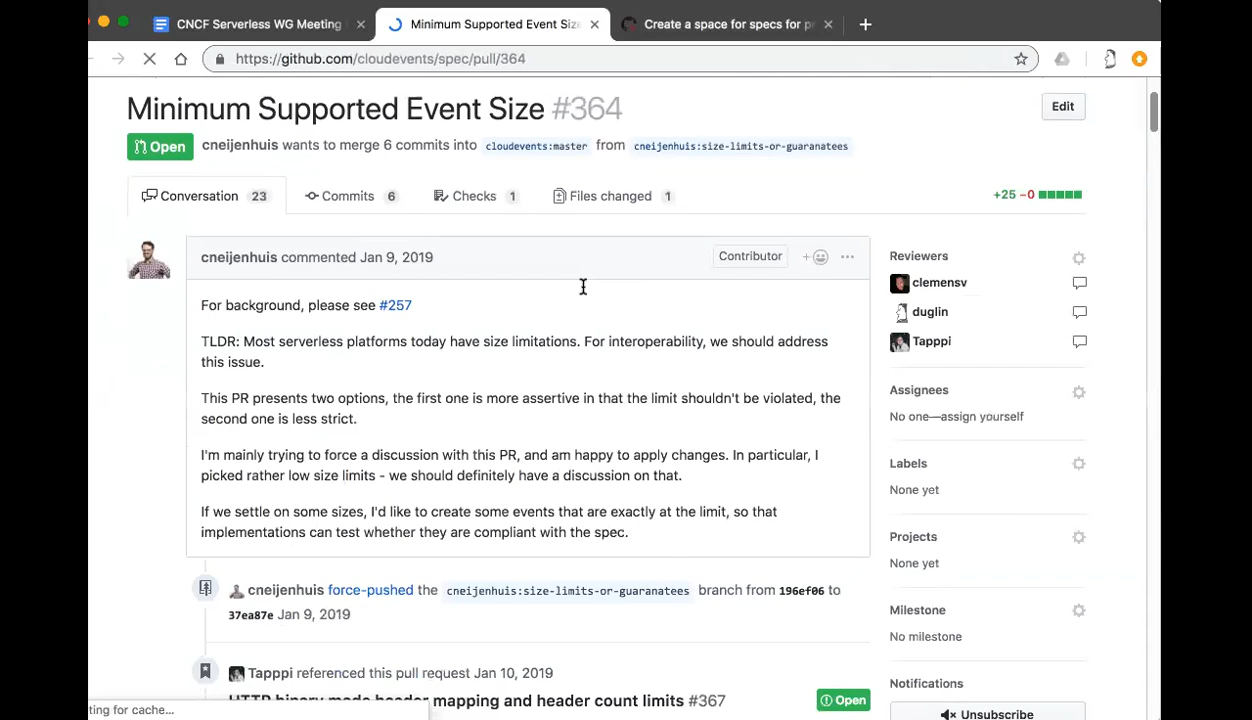 CNCF Serverless WG Meeting
Minimum Supported Event Size
Create a space for specs for p
https://github.com/cloudevents/spec/pull/364
Minimum Supported Event Size #364
Edit
Open cneijenhuis wants to merge 6 commits into cloudevents:master from cneijenhuis:size-limits-or-guaranatees
Conversation 23 Commits 6 Checks 1 Files changed 1 +25 −0
cneijenhuis commented Jan 9, 2019 Contributor
For background, please see #257
TLDR: Most serverless platforms today have size limitations. For interoperability, we should address
this issue.
This PR presents two options, the first one is more assertive in that the limit shouldn't be violated, the
second one is less strict.
I'm mainly trying to force a discussion with this PR, and am happy to apply changes. In particular, I
picked rather low size limits - we should definitely have a discussion on that.
If we settle on some sizes, I'd like to create some events that are exactly at the limit, so that
implementations can test whether they are compliant with the spec.
cneijenhuis force-pushed the cneijenhuis:size-limits-or-guaranatees branch from 196ef06 to
37ea87e Jan 9, 2019
Tapppi referenced this pull request Jan 10, 2019
HTTP binary mode header mapping and header count limits #367
Open
ting for cache...
Reviewers
clemensv
duglin
Tapppi
Assignees
No one—assign yourself
Labels
None yet
Projects
None yet
Milestone
No milestone
Notifications
Unsubscribe